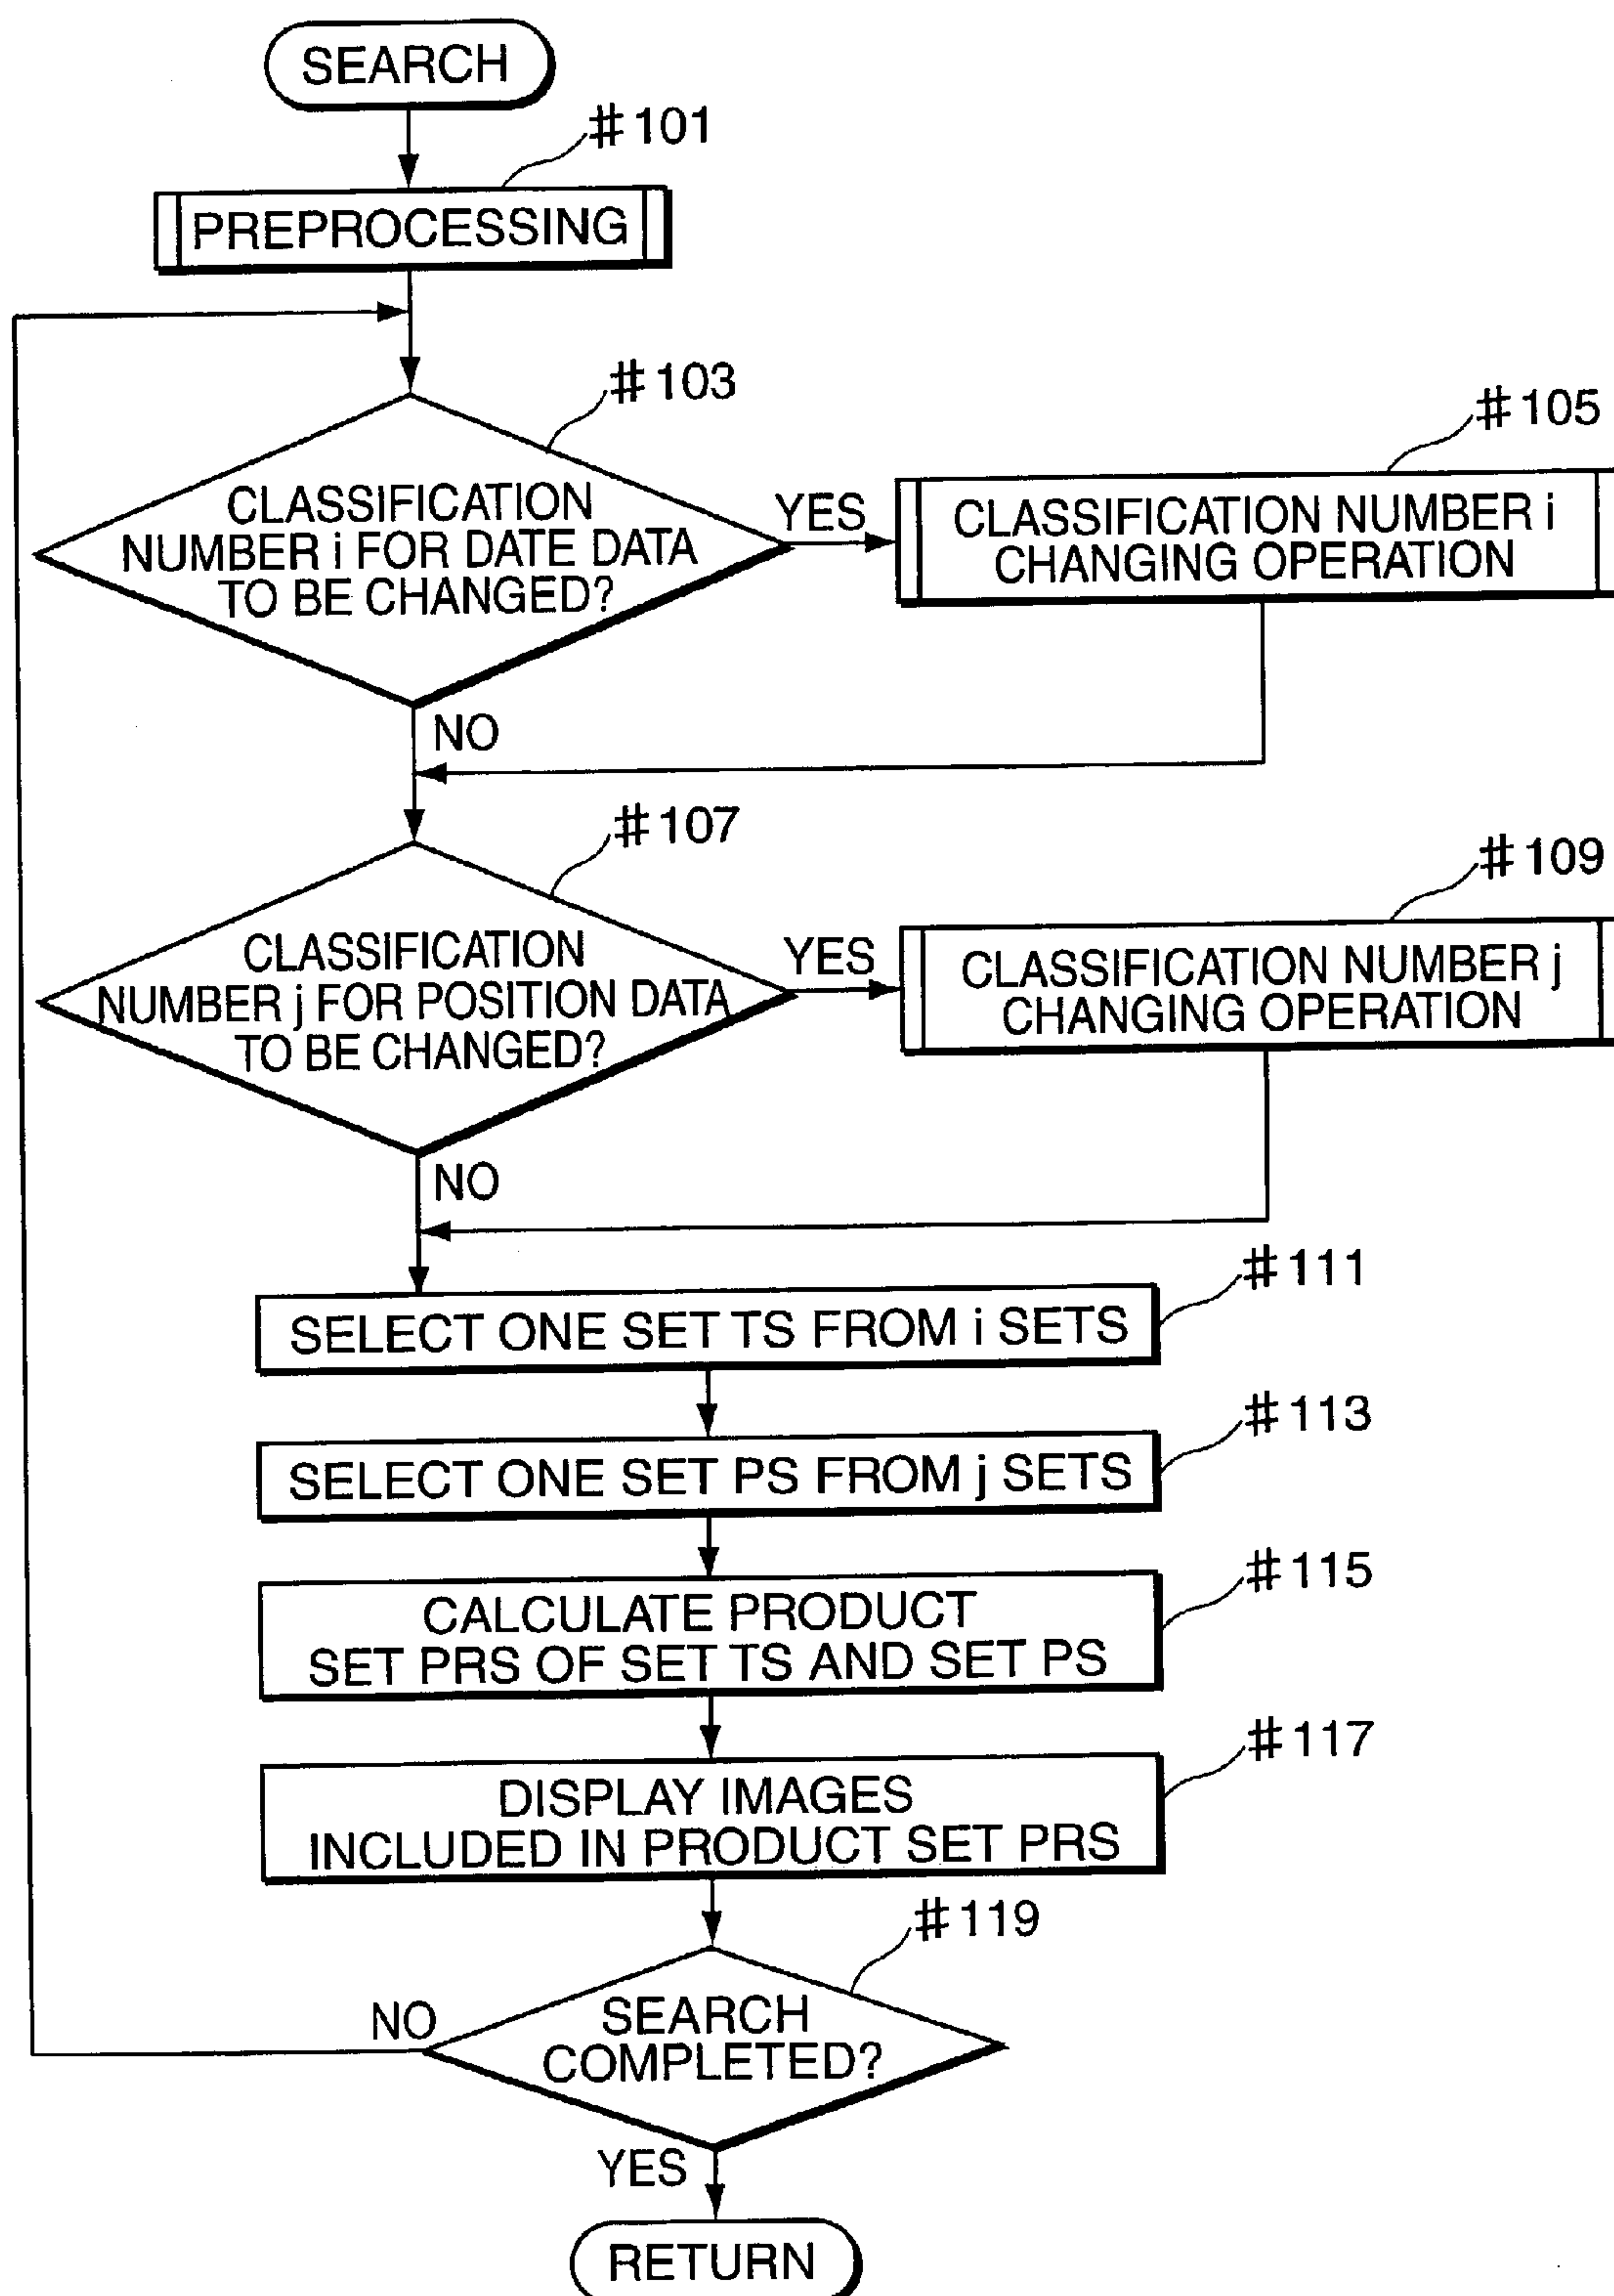 SEARCH
#101
PREPROCESSING
#103
CLASSIFICATION
NUMBER i FOR DATE DATA
TO BE CHANGED?
YES
#105
CLASSIFICATION NUMBER i
CHANGING OPERATION
NO
#107
CLASSIFICATION
NUMBER j FOR POSITION DATA
TO BE CHANGED?
YES
#109
CLASSIFICATION NUMBER j
CHANGING OPERATION
NO
#111
SELECT ONE SET TS FROM i SETS
#113
SELECT ONE SET PS FROM j SETS
#115
CALCULATE PRODUCT
SET PRS OF SET TS AND SET PS
#117
DISPLAY IMAGES
INCLUDED IN PRODUCT SET PRS
#119
SEARCH
COMPLETED?
NO
YES
RETURN